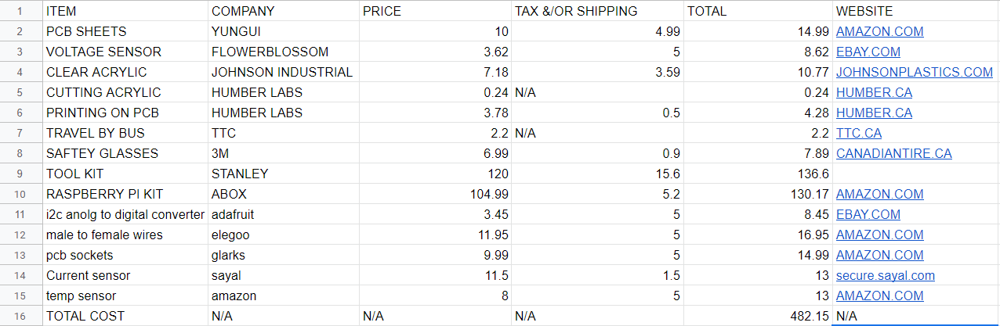 1 ITEM COMPANY PRICE TAX &/OR SHIPPING TOTAL WEBSITE
2 PCB SHEETS YUNGUI 10 4.99 14.99 AMAZON.COM
3 VOLTAGE SENSOR FLOWERBLOSSOM 3.62 5 8.62 EBAY.COM
4 CLEAR ACRYLIC JOHNSON INDUSTRIAL 7.18 3.59 10.77 JOHNSONPLASTICS.COM
5 CUTTING ACRYLIC HUMBER LABS 0.24 N/A 0.24 HUMBER.CA
6 PRINTING ON PCB HUMBER LABS 3.78 0.5 4.28 HUMBER.CA
7 TRAVEL BY BUS TTC 2.2 N/A 2.2 TTC.CA
8 SAFTEY GLASSES 3M 6.99 0.9 7.89 CANADIANTIRE.CA
9 TOOL KIT STANLEY 120 15.6 136.6
10 RASPBERRY PI KIT ABOX 104.99 5.2 130.17 AMAZON.COM
11 i2c anolg to digital converter adafruit 3.45 5 8.45 EBAY.COM
12 male to female wires elegoo 11.95 5 16.95 AMAZON.COM
13 pcb sockets glarks 9.99 5 14.99 AMAZON.COM
14 Current sensor sayal 11.5 1.5 13 secure.sayal.com
15 temp sensor amazon 8 5 13 AMAZON.COM
16 TOTAL COST N/A N/A N/A 482.15 N/A